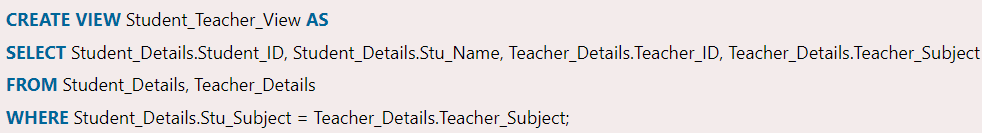 CREATE VIEW Student_Teacher_View AS
SELECT Student_Details.Student_ID, Student_Details.Stu_Name, Teacher_Details.Teacher_ID, Teacher_Details.Teacher_Subject
FROM Student_Details, Teacher_Details
WHERE Student_Details.Stu_Subject = Teacher_Details.Teacher_Subject;